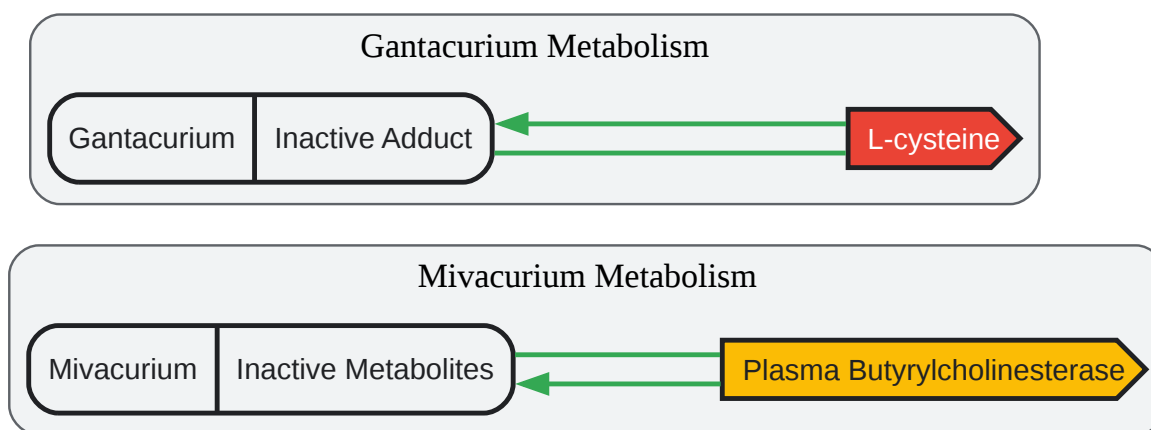 Gantacurium Metabolism
Gantacurium
Inactive Adduct
L-cysteine
Mivacurium Metabolism
Mivacurium
Inactive Metabolites
Plasma Butyrylcholinesterase